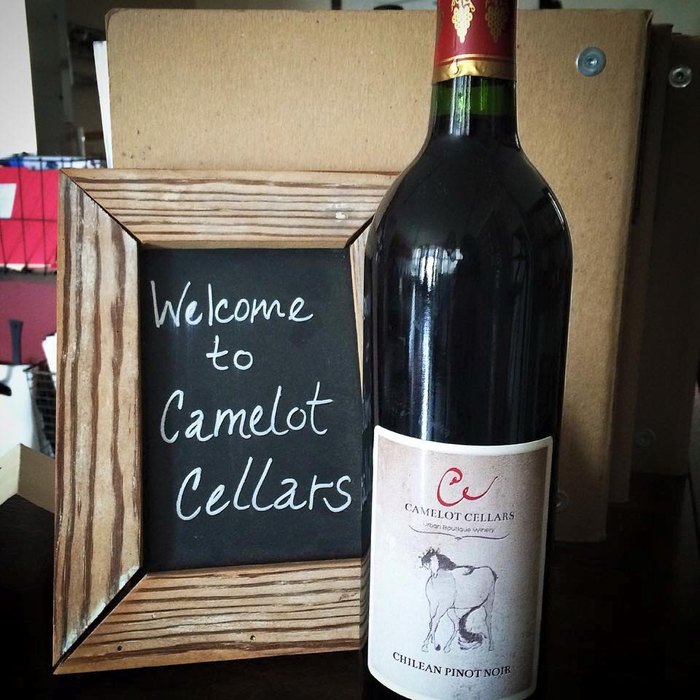 Welcome
to
Camelot
Cellars
CAMELOT CELLARS
Urban Boutique Winery
CHILEAN PINOT NOIR